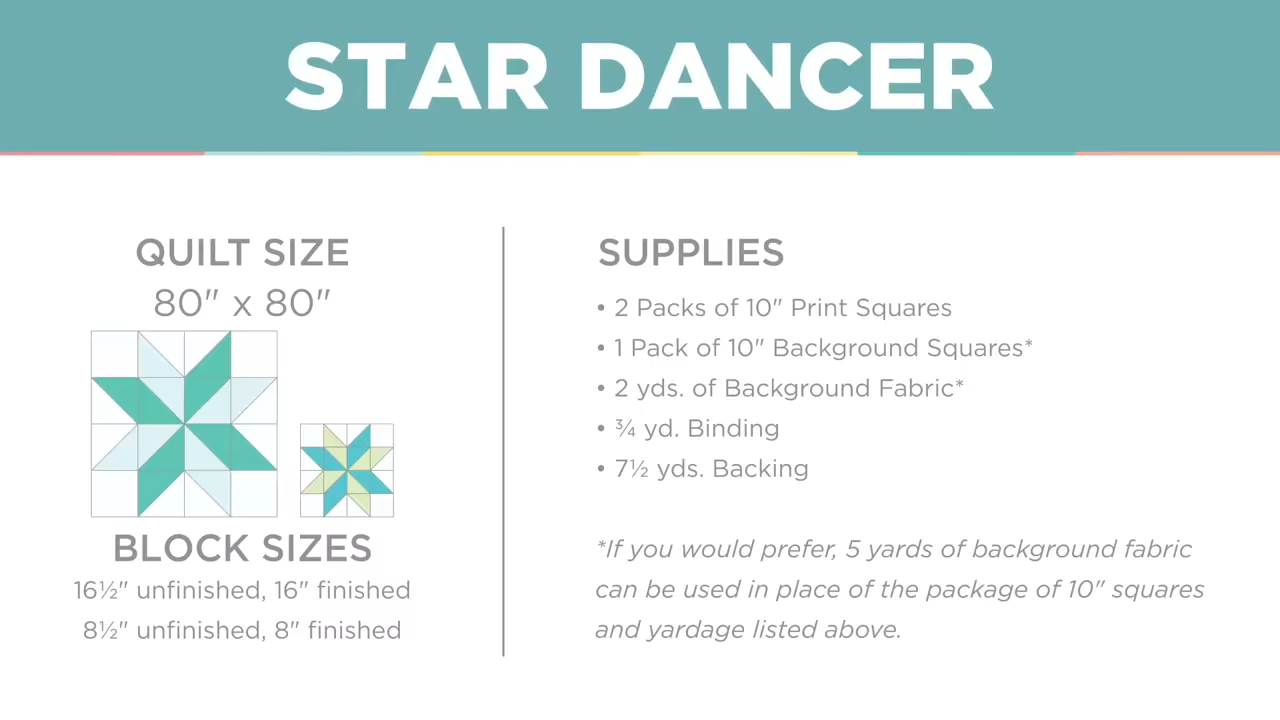 STAR DANCER
QUILT SIZE
80" x 80"
BLOCK SIZES
16½" unfinished, 16" finished
8½" unfinished, 8" finished
SUPPLIES
• 2 Packs of 10" Print Squares
• 1 Pack of 10" Background Squares*
• 2 yds. of Background Fabric*
• ¾ yd. Binding
• 7½ yds. Backing
*If you would prefer, 5 yards of background fabric
can be used in place of the package of 10" squares
and yardage listed above.